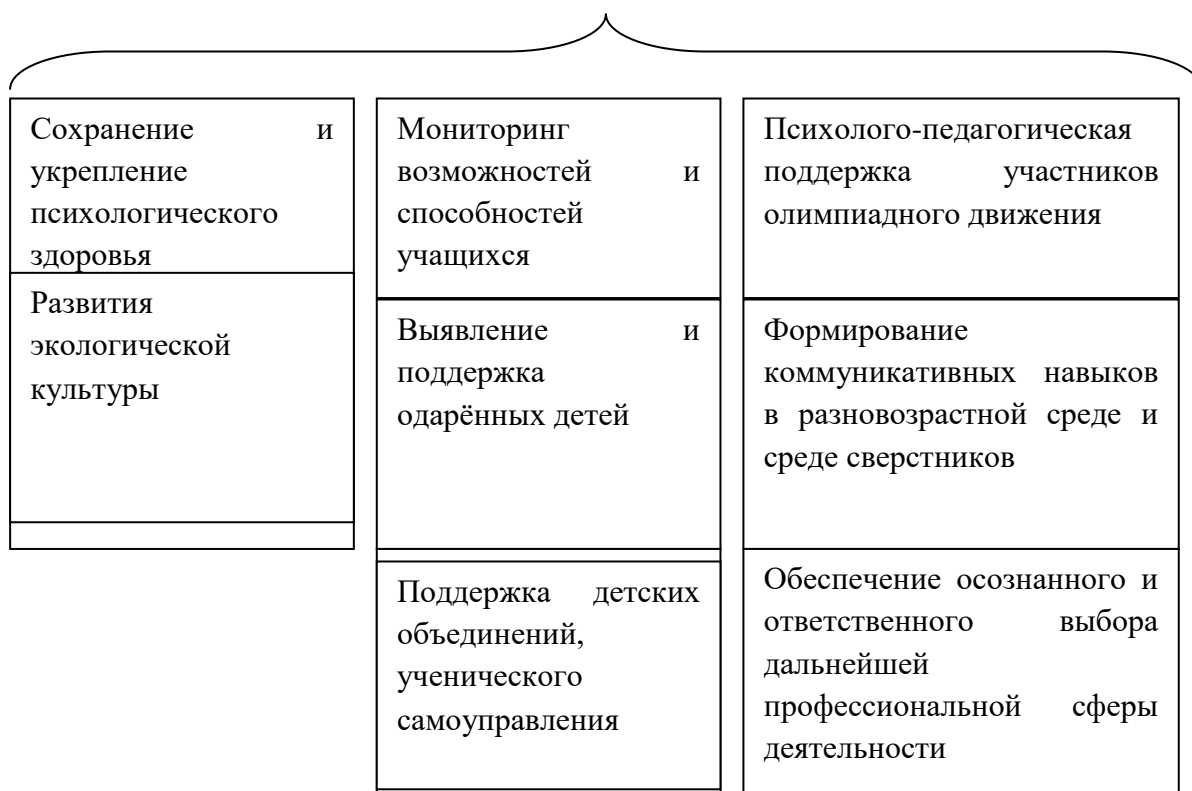 Сохранение и
укрепление
психологического
здоровья
Развития
экологической
культуры
Мониторинг
возможностей и
способностей
учащихся
Выявление и
поддержка
одарённых детей
Поддержка детских
объединений,
ученического
самоуправления
Психолого-педагогическая
поддержка участников
олимпиадного движения
Формирование
коммуникативных навыков
в разновозрастной среде и
среде сверстников
Обеспечение осознанного и
ответственного выбора
дальнейшей
профессиональной сферы
деятельности